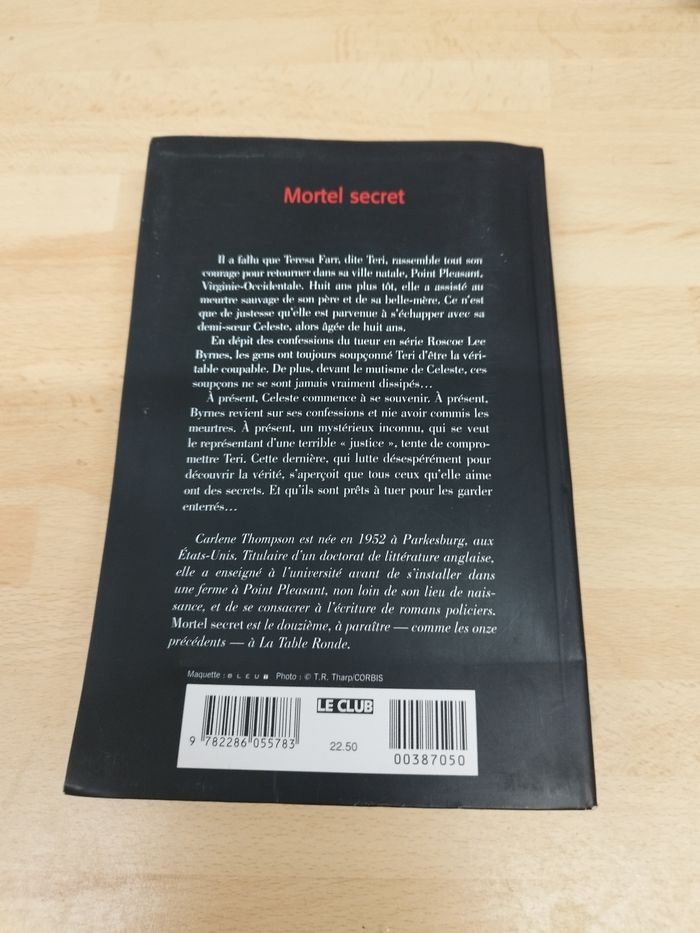 Mortel secret
Il a fallu que Teresa Farr, dite Teri, rassemble tout son
courage pour retourner dans sa ville natale, Point Pleasant,
Virginie-Occidentale. Huit ans plus tôt, elle a assisté au
meurtre sauvage de son père et de sa belle-mère. Ce n'est
que de justesse qu'elle est parvenue à s'échapper avec sa
demi-sœur Celeste, alors âgée de huit ans.
En dépit des confessions du tueur en série Roscoe Lee
Byrnes, les gens ont toujours soupçonné Teri d'être la véri-
table coupable. De plus, devant le mutisme de Celeste, ces
soupçons ne se sont jamais vraiment dissipés…
À présent, Celeste commence à se souvenir. À présent,
Byrnes revient sur ses confessions et nie avoir commis les
meurtres. À présent, un mystérieux inconnu, qui se veut
le représentant d'une terrible « justice », tente de compro-
mettre Teri. Cette dernière, qui lutte désespérément pour
découvrir la vérité, s'aperçoit que tous ceux qu'elle aime
ont des secrets. Et qu'ils sont prêts à tuer pour les garder
enterrés…
Carlene Thompson est née en 1952 à Parkesburg, aux
États-Unis. Titulaire d'un doctorat de littérature anglaise,
elle a enseigné à l'université avant de s'installer dans
une ferme à Point Pleasant, non loin de son lieu de nais-
sance, et de se consacrer à l'écriture de romans policiers.
Mortel secret est le douzième, à paraître — comme les onze
précédents — à La Table Ronde.
Maquette : BLEUT Photo : © T.R. Tharp/CORBIS
LE CLUB
9 782286 055783
22.50
00387050